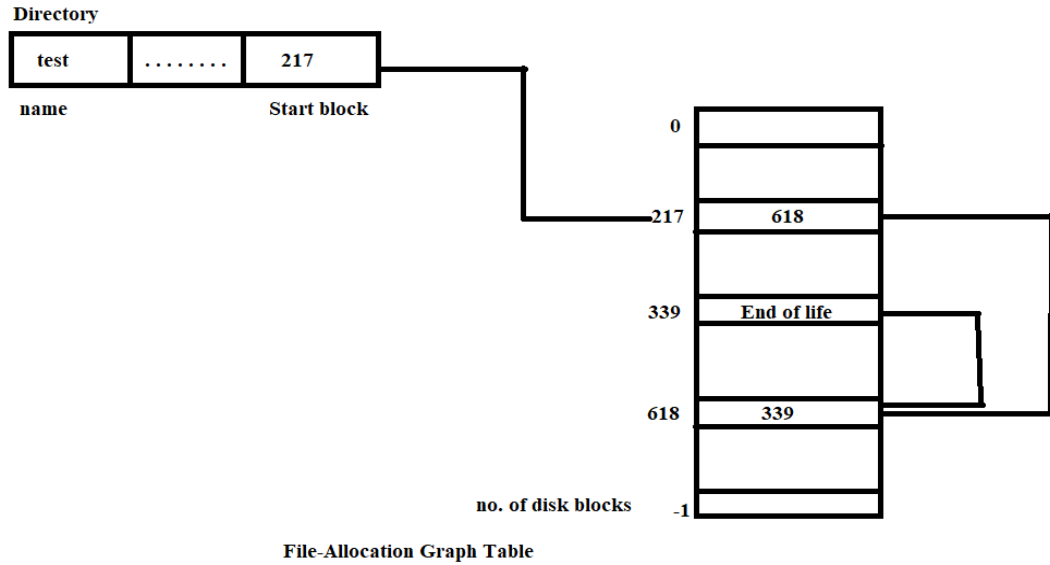 Directory
test ........ 217
name Start block
0
217 618
339 End of life
618 339
no. of disk blocks -1
File-Allocation Graph Table